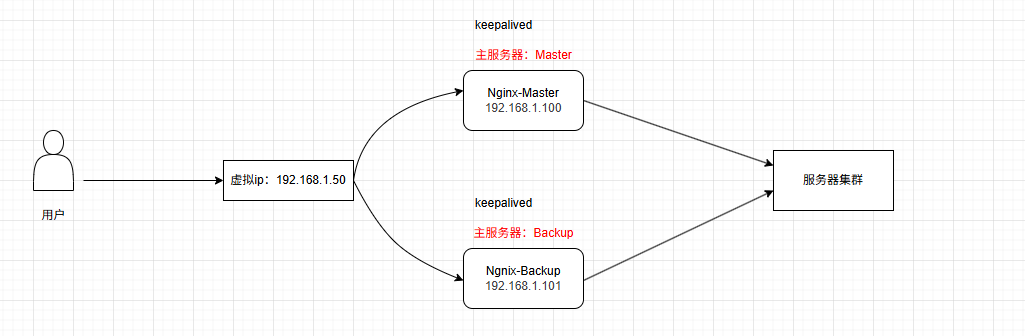 keepalived
主服务器：Master
Nginx-Master
192.168.1.100
用户
虚拟ip：192.168.1.50
服务器集群
keepalived
主服务器：Backup
Ngnix-Backup
192.168.1.101